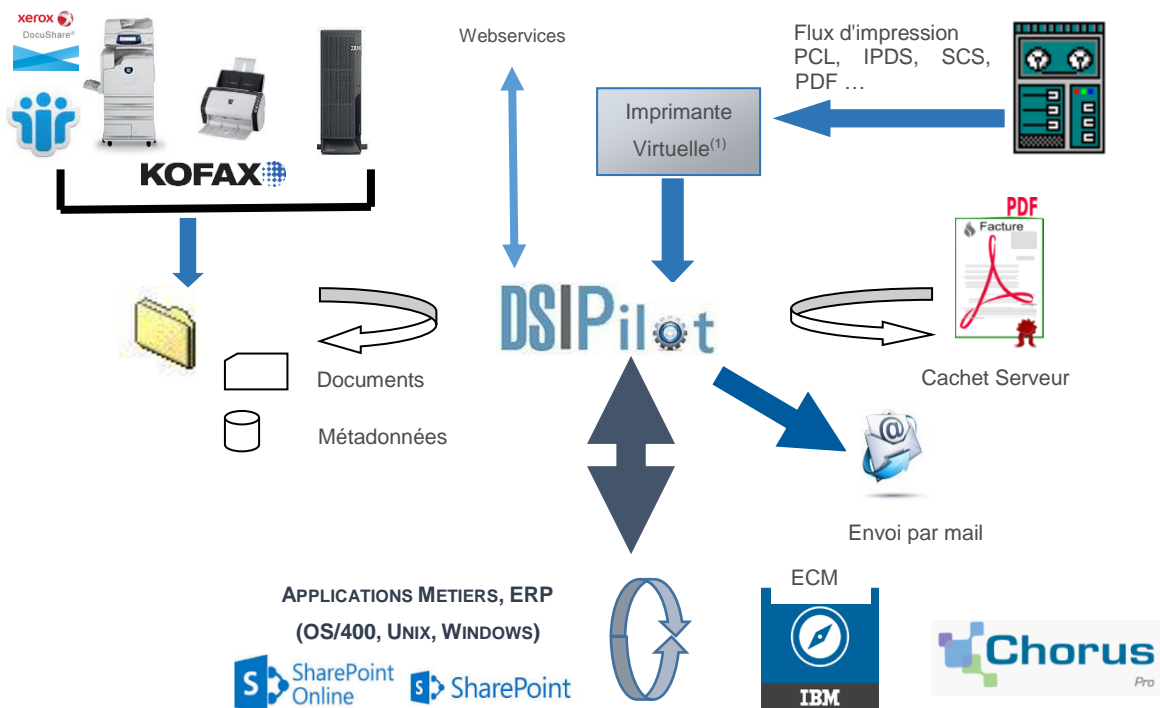 xerox
DocuShare®
IBM
KOFAX
Webservices
Flux d'impression
PCL, IPDS, SCS,
PDF …
Imprimante
Virtuelle(1)
PDF
Facture
DSIPilot
Documents
Métadonnées
Cachet Serveur
@
Envoi par mail
APPLICATIONS METIERS, ERP
(OS/400, UNIX, WINDOWS)
S SharePoint
Online
S SharePoint
ECM
IBM
Chorus
Pro